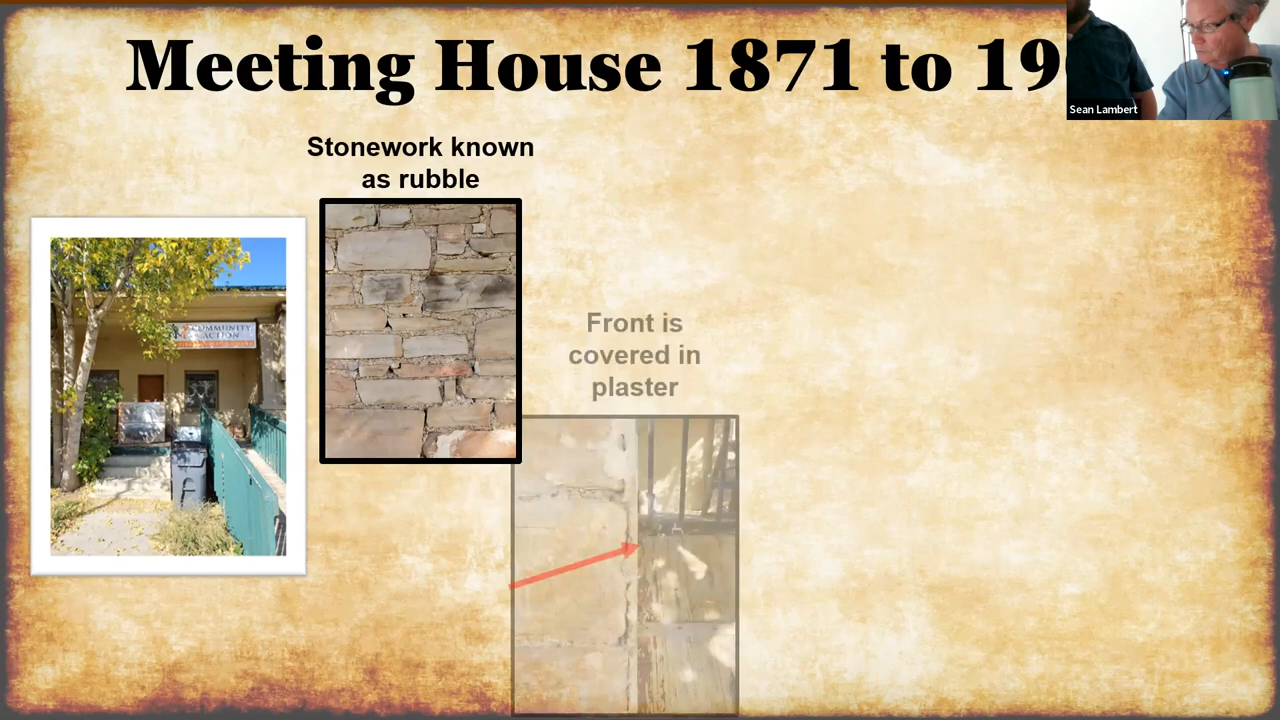 Meeting House 1871 to 19
Sean Lambert
Stonework known
as rubble
COMMUNITY
ACTION
Front is
covered in
plaster